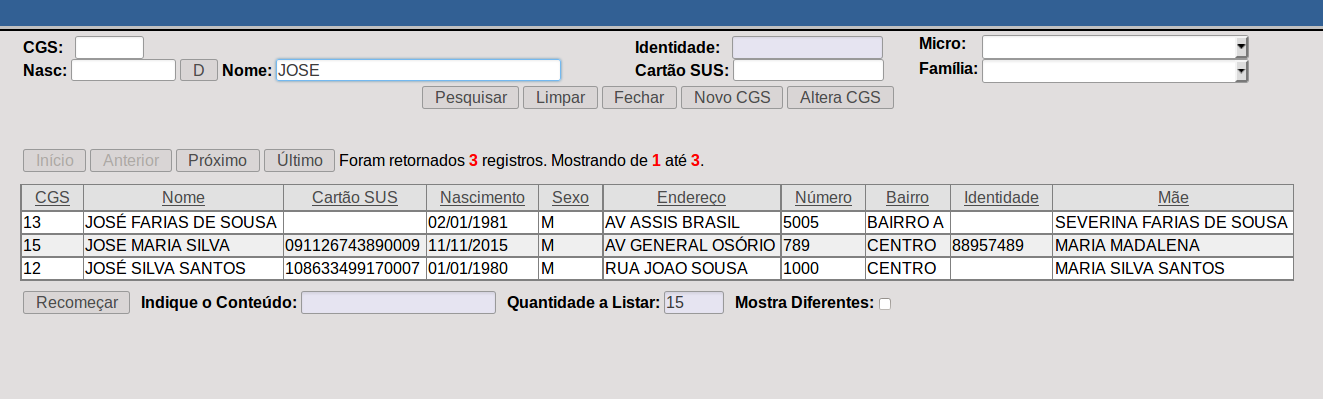 CGS: Identidade: Micro:
Nasc: D Nome: JOSE Cartão SUS: Família:
Pesquisar Limpar Fechar Novo CGS Altera CGS
Início Anterior Próximo Último Foram retornados 3 registros. Mostrando de 1 até 3.
CGS Nome Cartão SUS Nascimento Sexo Endereço Número Bairro Identidade Mãe
13 JOSÉ FARIAS DE SOUSA 02/01/1981 M AV ASSIS BRASIL 5005 BAIRRO A SEVERINA FARIAS DE SOUSA
15 JOSE MARIA SILVA 091126743890009 11/11/2015 M AV GENERAL OSÓRIO 789 CENTRO 88957489 MARIA MADALENA
12 JOSÉ SILVA SANTOS 108633499170007 01/01/1980 M RUA JOAO SOUSA 1000 CENTRO MARIA SILVA SANTOS
Recomeçar Indique o Conteúdo: Quantidade a Listar: 15 Mostra Diferentes: